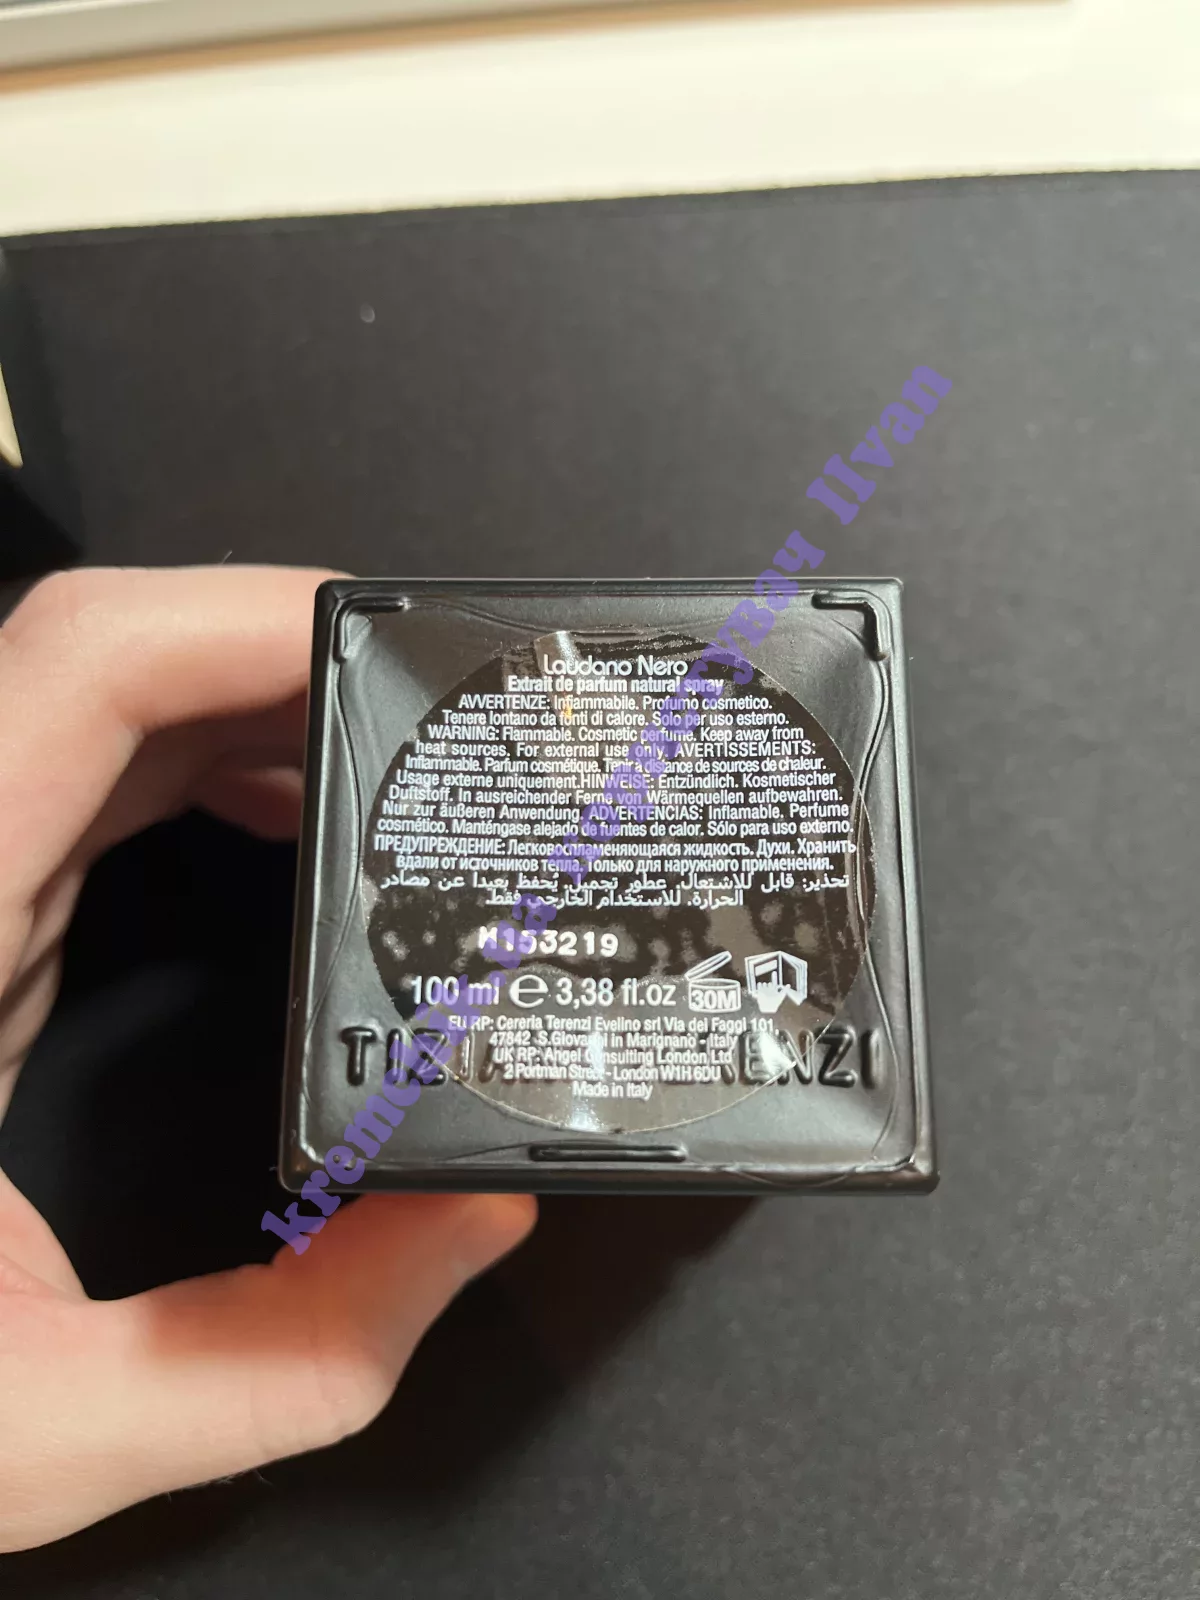 Laudano Nero
Extrait de parfum natural spray
AVVERTENZE: Infiammabile. Profumo cosmetico.
Tenere lontano da fonti di calore. Solo per uso esterno.
WARNING: Flammable. Cosmetic perfume. Keep away from
heat sources. For external use only. AVERTISSEMENTS:
Inflammable. Parfum cosmétique. Tenir a distance de sources de chaleur.
Usage externe uniquement.HINWEISE: Entzündlich. Kosmetischer
Duftstoff. In ausreichender Ferne von Wärmequellen aufbewahren.
Nur zur äußeren Anwendung. ADVERTENCIAS: Inflamable. Perfume
cosmético. Manténgase alejado de fuentes de calor. Sólo para uso externo.
ПРЕДУПРЕЖДЕНИЕ: Легковоспламеняющаяся жидкость. Духи. Хранить
вдали от источников тепла. Только для наружного применения.
تحذير: قابل للاشتعال. عطور تجميل. يُحفظ بعيدا عن مصادر
الحرارة. للاستخدام الخارجي فقط.
M153219
100 ml e 3,38 fl.oz 30M
EU RP: Cereria Terenzi Evelino srl Via dei Faggi 101,
47842 S.Giovanni in Marignano - Italy
UK RP: Angel Consulting London Ltd
2 Portman Street - London W1H 6DU
Made in Italy
TIZIANA TERENZI